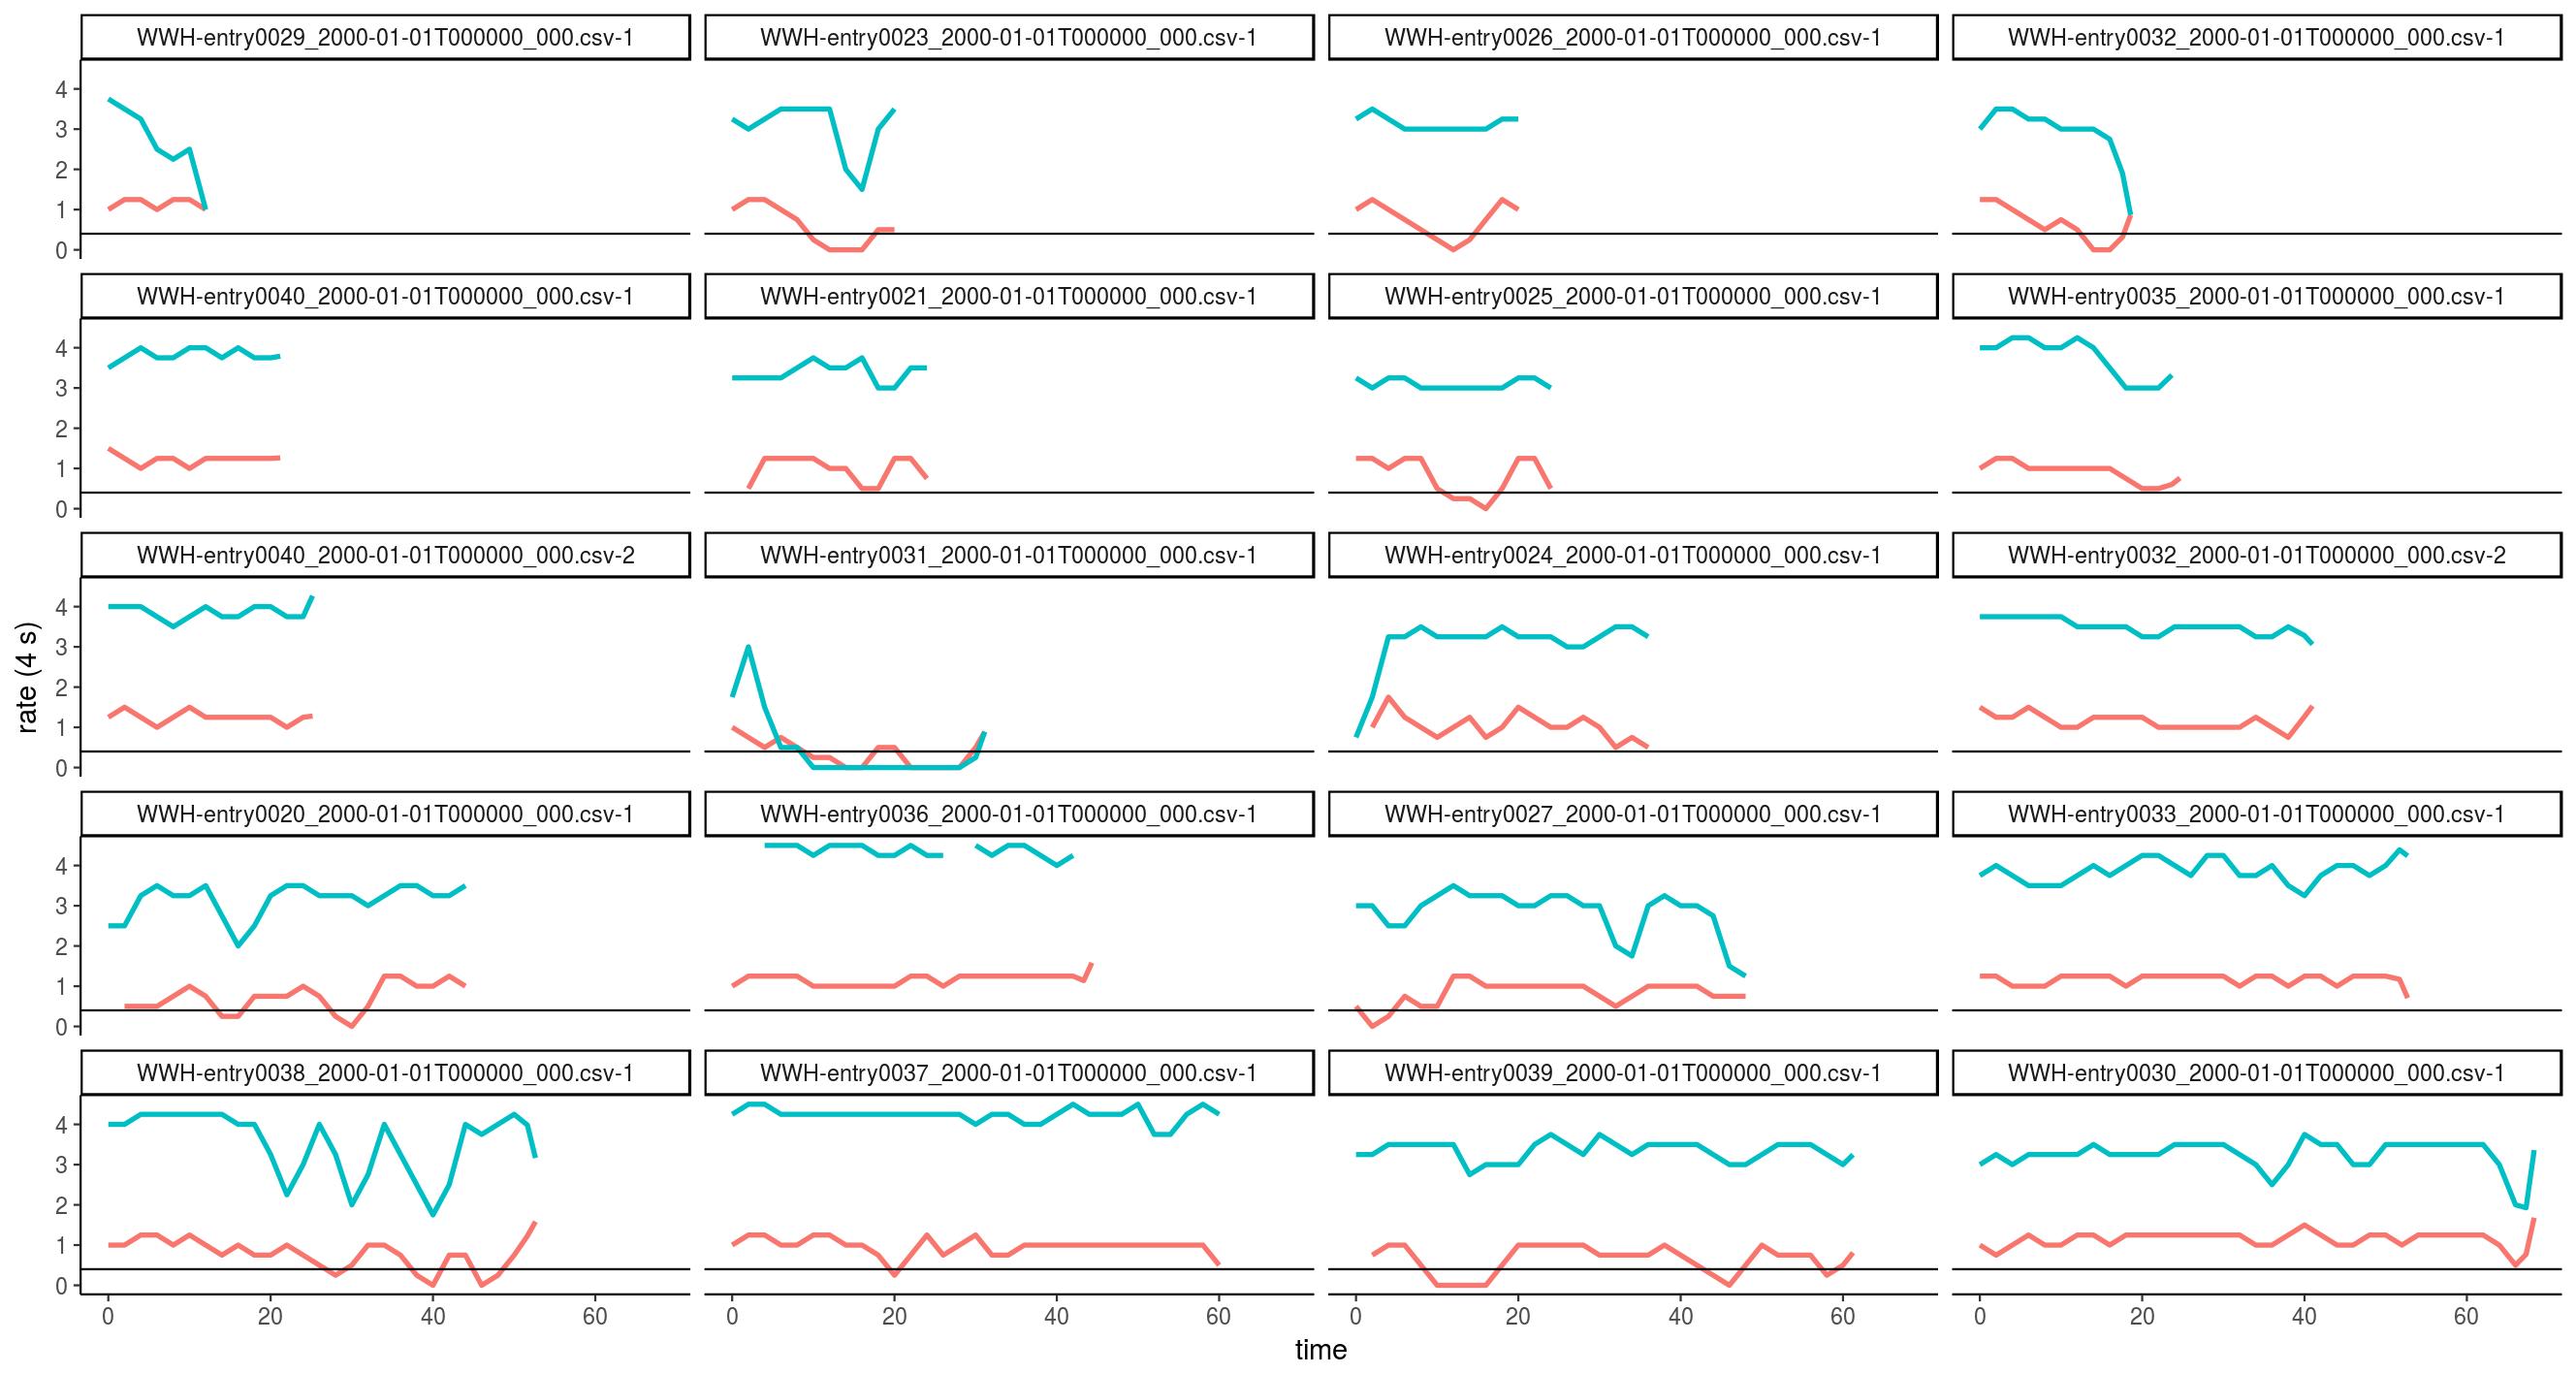 WWH-entry0029_2000-01-01T000000_000.csv-1
WWH-entry0023_2000-01-01T000000_000.csv-1
WWH-entry0026_2000-01-01T000000_000.csv-1
WWH-entry0032_2000-01-01T000000_000.csv-1
4
3
2
1
0
WWH-entry0040_2000-01-01T000000_000.csv-1
WWH-entry0021_2000-01-01T000000_000.csv-1
WWH-entry0025_2000-01-01T000000_000.csv-1
WWH-entry0035_2000-01-01T000000_000.csv-1
4
3
2
1
0
WWH-entry0040_2000-01-01T000000_000.csv-2
WWH-entry0031_2000-01-01T000000_000.csv-1
WWH-entry0024_2000-01-01T000000_000.csv-1
WWH-entry0032_2000-01-01T000000_000.csv-2
4
3
2
1
0
rate (4 s)
WWH-entry0020_2000-01-01T000000_000.csv-1
WWH-entry0036_2000-01-01T000000_000.csv-1
WWH-entry0027_2000-01-01T000000_000.csv-1
WWH-entry0033_2000-01-01T000000_000.csv-1
4
3
2
1
0
WWH-entry0038_2000-01-01T000000_000.csv-1
WWH-entry0037_2000-01-01T000000_000.csv-1
WWH-entry0039_2000-01-01T000000_000.csv-1
WWH-entry0030_2000-01-01T000000_000.csv-1
4
3
2
1
0
0 20 40 60
0 20 40 60
0 20 40 60
0 20 40 60
time